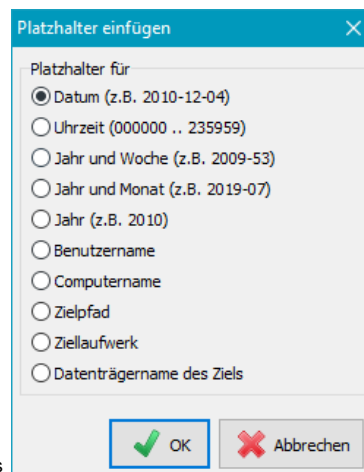 Platzhalter einfügen
Platzhalter für
Datum (z.B. 2010-12-04)
Uhrzeit (000000 .. 235959)
Jahr und Woche (z.B. 2009-53)
Jahr und Monat (z.B. 2019-07)
Jahr (z.B. 2010)
Benutzername
Computername
Zielpfad
Ziellaufwerk
Datenträgername des Ziels
OK Abbrechen
s